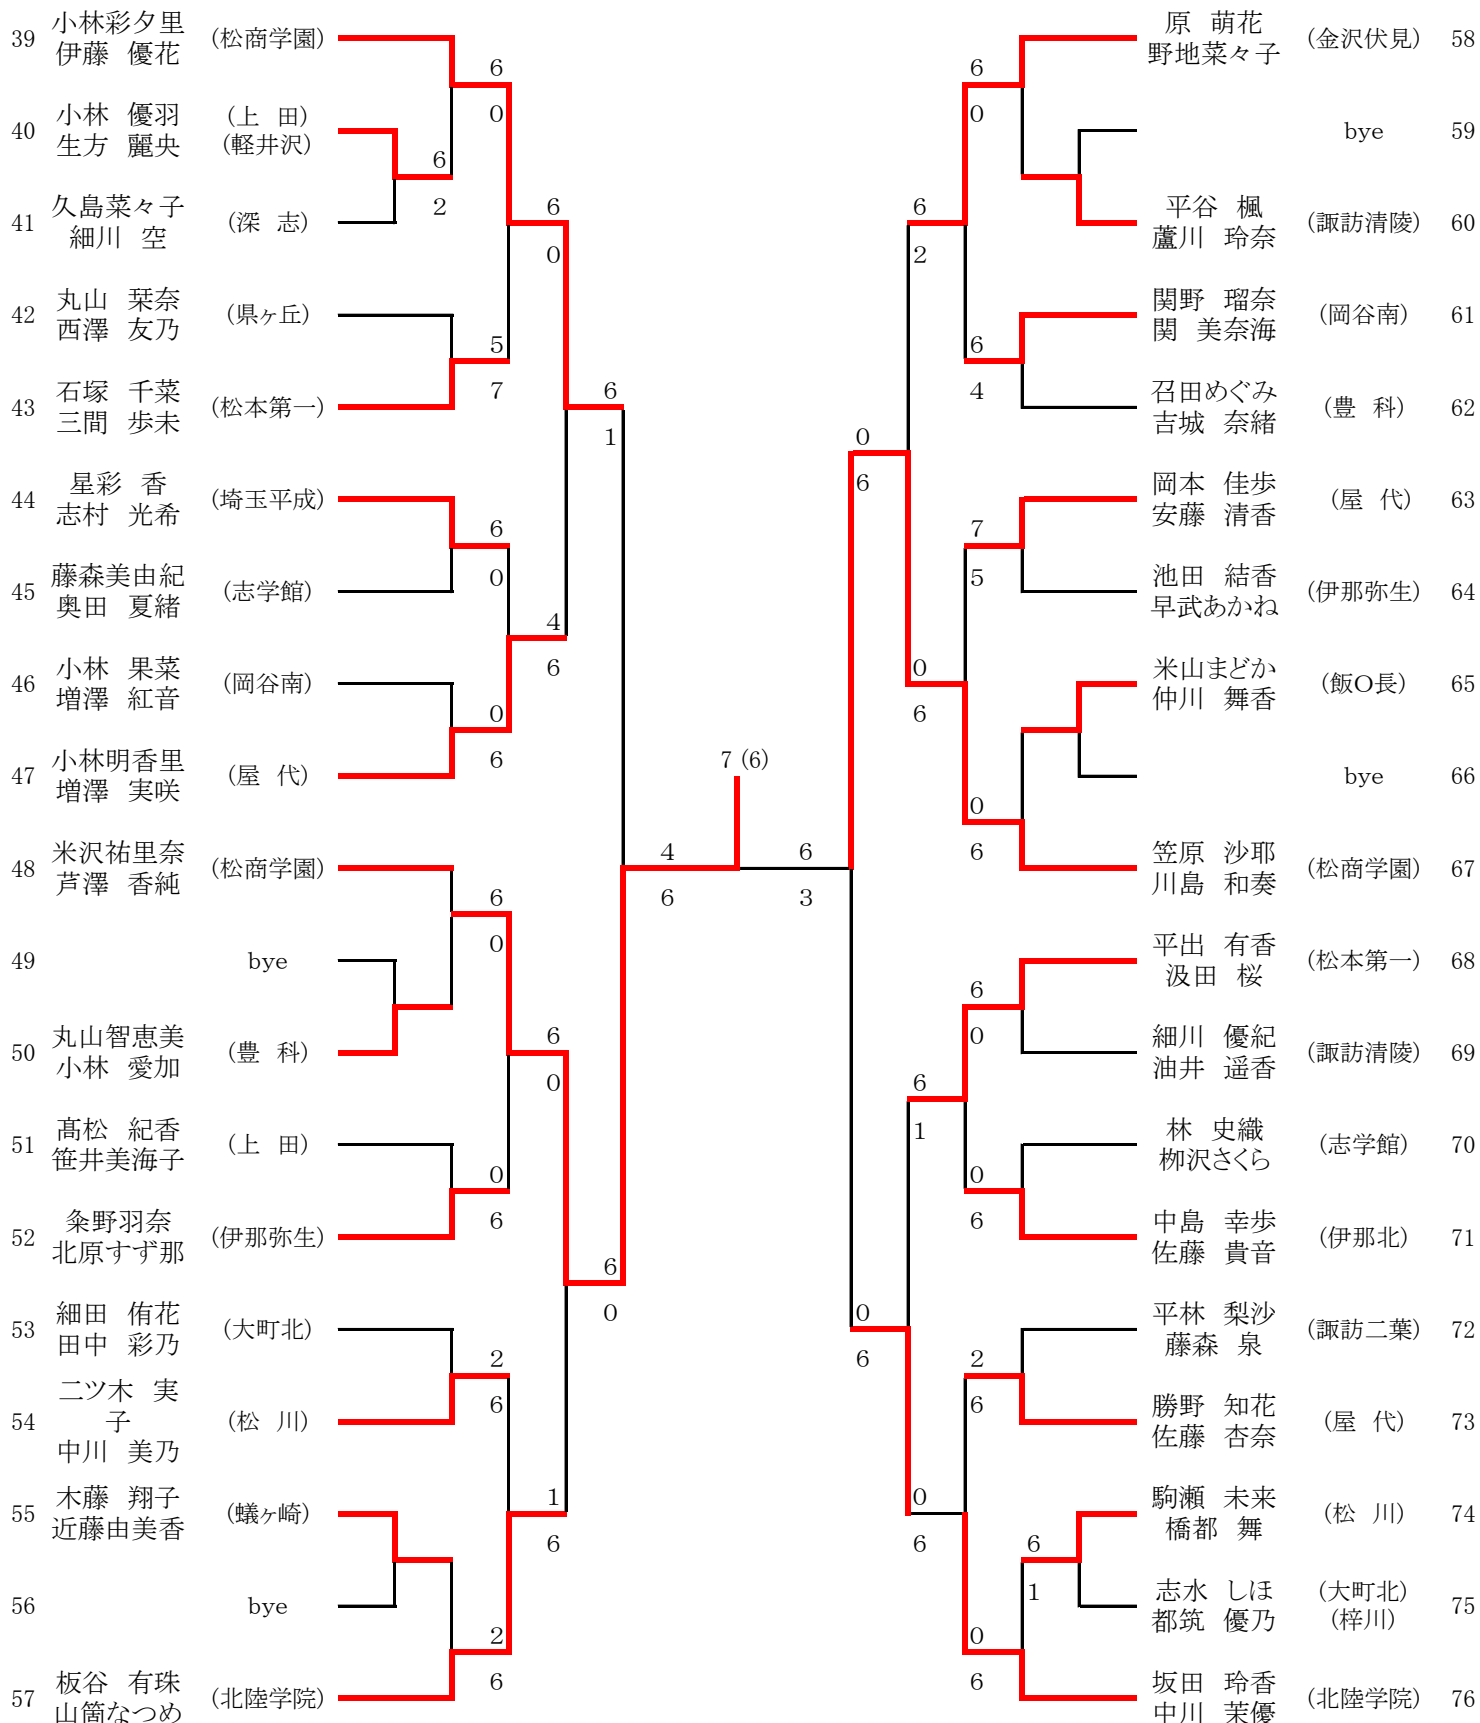 39 小林彩夕里 (松商学園)
伊藤 優花
40 小林 優羽 (上 田)
生方 麗央 (軽井沢)
41 久島菜々子 (深 志)
細川 空
42 丸山 栞奈 (県ヶ丘)
西澤 友乃
43 石塚 千菜 (松本第一)
三間 歩未
44 星彩 香 (埼玉平成)
志村 光希
45 藤森美由紀 (志学館)
奥田 夏緒
46 小林 果菜 (岡谷南)
増澤 紅音
47 小林明香里 (屋 代)
増澤 実咲
48 米沢祐里奈 (松商学園)
芦澤 香純
49 bye
50 丸山智恵美 (豊 科)
小林 愛加
51 髙松 紀香 (上 田)
笹井美海子
52 粂野羽奈 (伊那弥生)
北原すず那
53 細田 侑花 (大町北)
田中 彩乃
54 二ツ木 実
子 (松 川)
中川 美乃
55 木藤 翔子 (蟻ヶ崎)
近藤由美香
56 bye
57 板谷 有珠 (北陸学院)
山箇なつめ
6
2
6
0
5
7
6
0
0
6
6
0
0
6
2
6
2
6
6
0
4
6
6
0
1
6
6
1
6
0
4
6
7 (6)
6
3
0
6
0
6
6
2
0
6
6
1
0
6
6
0
6
4
7
5
0
6
6
0
0
6
2
6
0
6
6
1
原 萌花 (金沢伏見) 58
野地菜々子
bye 59
平谷 楓 (諏訪清陵) 60
蘆川 玲奈
関野 瑠奈 (岡谷南) 61
関 美奈海
召田めぐみ (豊 科) 62
吉城 奈緒
岡本 佳歩 (屋 代) 63
安藤 清香
池田 結香 (伊那弥生) 64
早武あかね
米山まどか (飯O長) 65
仲川 舞香
bye 66
笠原 沙耶 (松商学園) 67
川島 和奏
平出 有香 (松本第一) 68
汲田 桜
細川 優紀 (諏訪清陵) 69
油井 遥香
林 史織 (志学館) 70
栁沢さくら
中島 幸歩 (伊那北) 71
佐藤 貴音
平林 梨沙 (諏訪二葉) 72
藤森 泉
勝野 知花 (屋 代) 73
佐藤 杏奈
駒瀬 未来 (松 川) 74
橋都 舞
志水 しほ (大町北) 75
都筑 優乃 (梓川)
坂田 玲香 (北陸学院) 76
中川 茉優